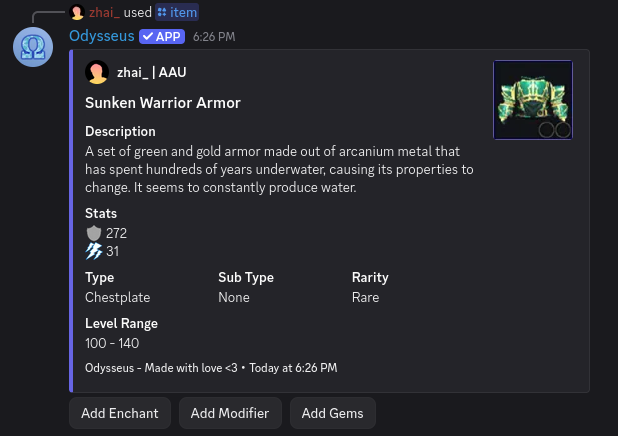 zhai_ used item
Odysseus APP 6:26 PM
zhai_ | AAU
Sunken Warrior Armor
Description
A set of green and gold armor made out of arcanium metal that
has spent hundreds of years underwater, causing its properties to
change. It seems to constantly produce water.
Stats
272
31
Type Sub Type Rarity
Chestplate None Rare
Level Range
100 - 140
Odysseus - Made with love <3 • Today at 6:26 PM
Add Enchant Add Modifier Add Gems